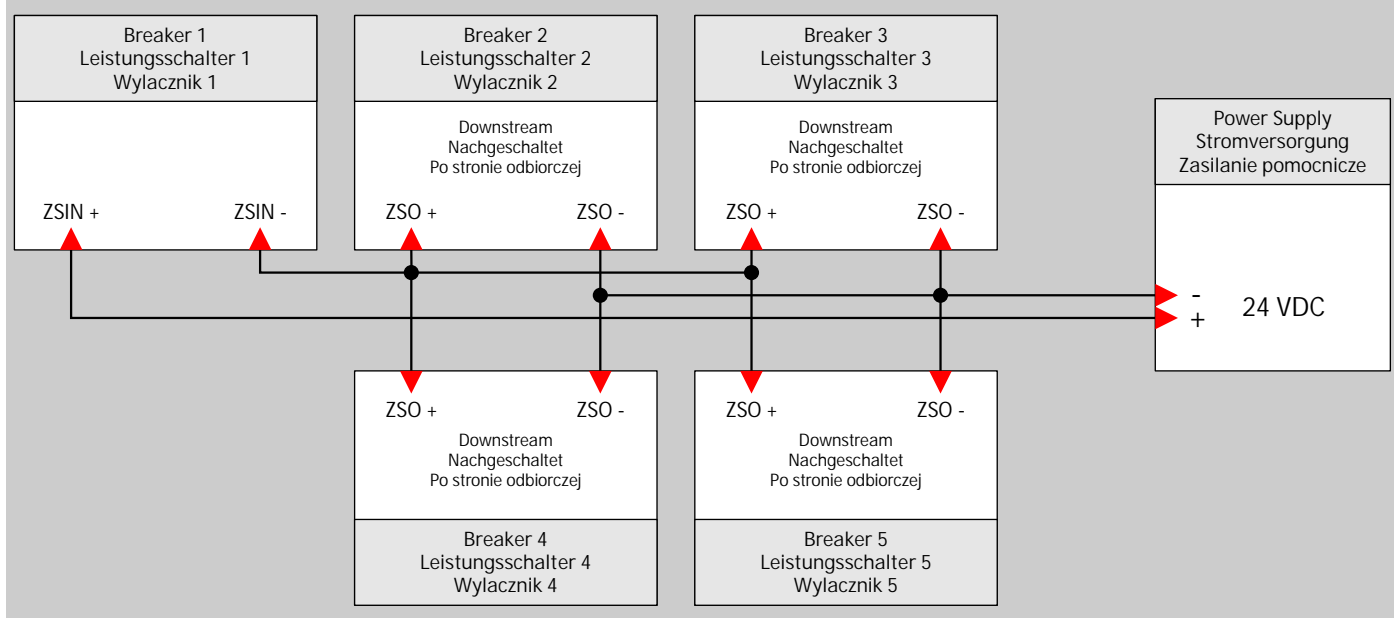 Breaker 1
Leistungsschalter 1
Wylacznik 1
ZSIN +
ZSIN -
Breaker 2
Leistungsschalter 2
Wylacznik 2
Downstream
Nachgeschaltet
Po stronie odbiorczej
ZSO +
ZSO -
Breaker 3
Leistungsschalter 3
Wylacznik 3
Downstream
Nachgeschaltet
Po stronie odbiorczej
ZSO +
ZSO -
Power Supply
Stromversorgung
Zasilanie pomocnicze
-
24 VDC
+
ZSO +
ZSO -
Downstream
Nachgeschaltet
Po stronie odbiorczej
Breaker 4
Leistungsschalter 4
Wylacznik 4
ZSO +
ZSO -
Downstream
Nachgeschaltet
Po stronie odbiorczej
Breaker 5
Leistungsschalter 5
Wylacznik 5